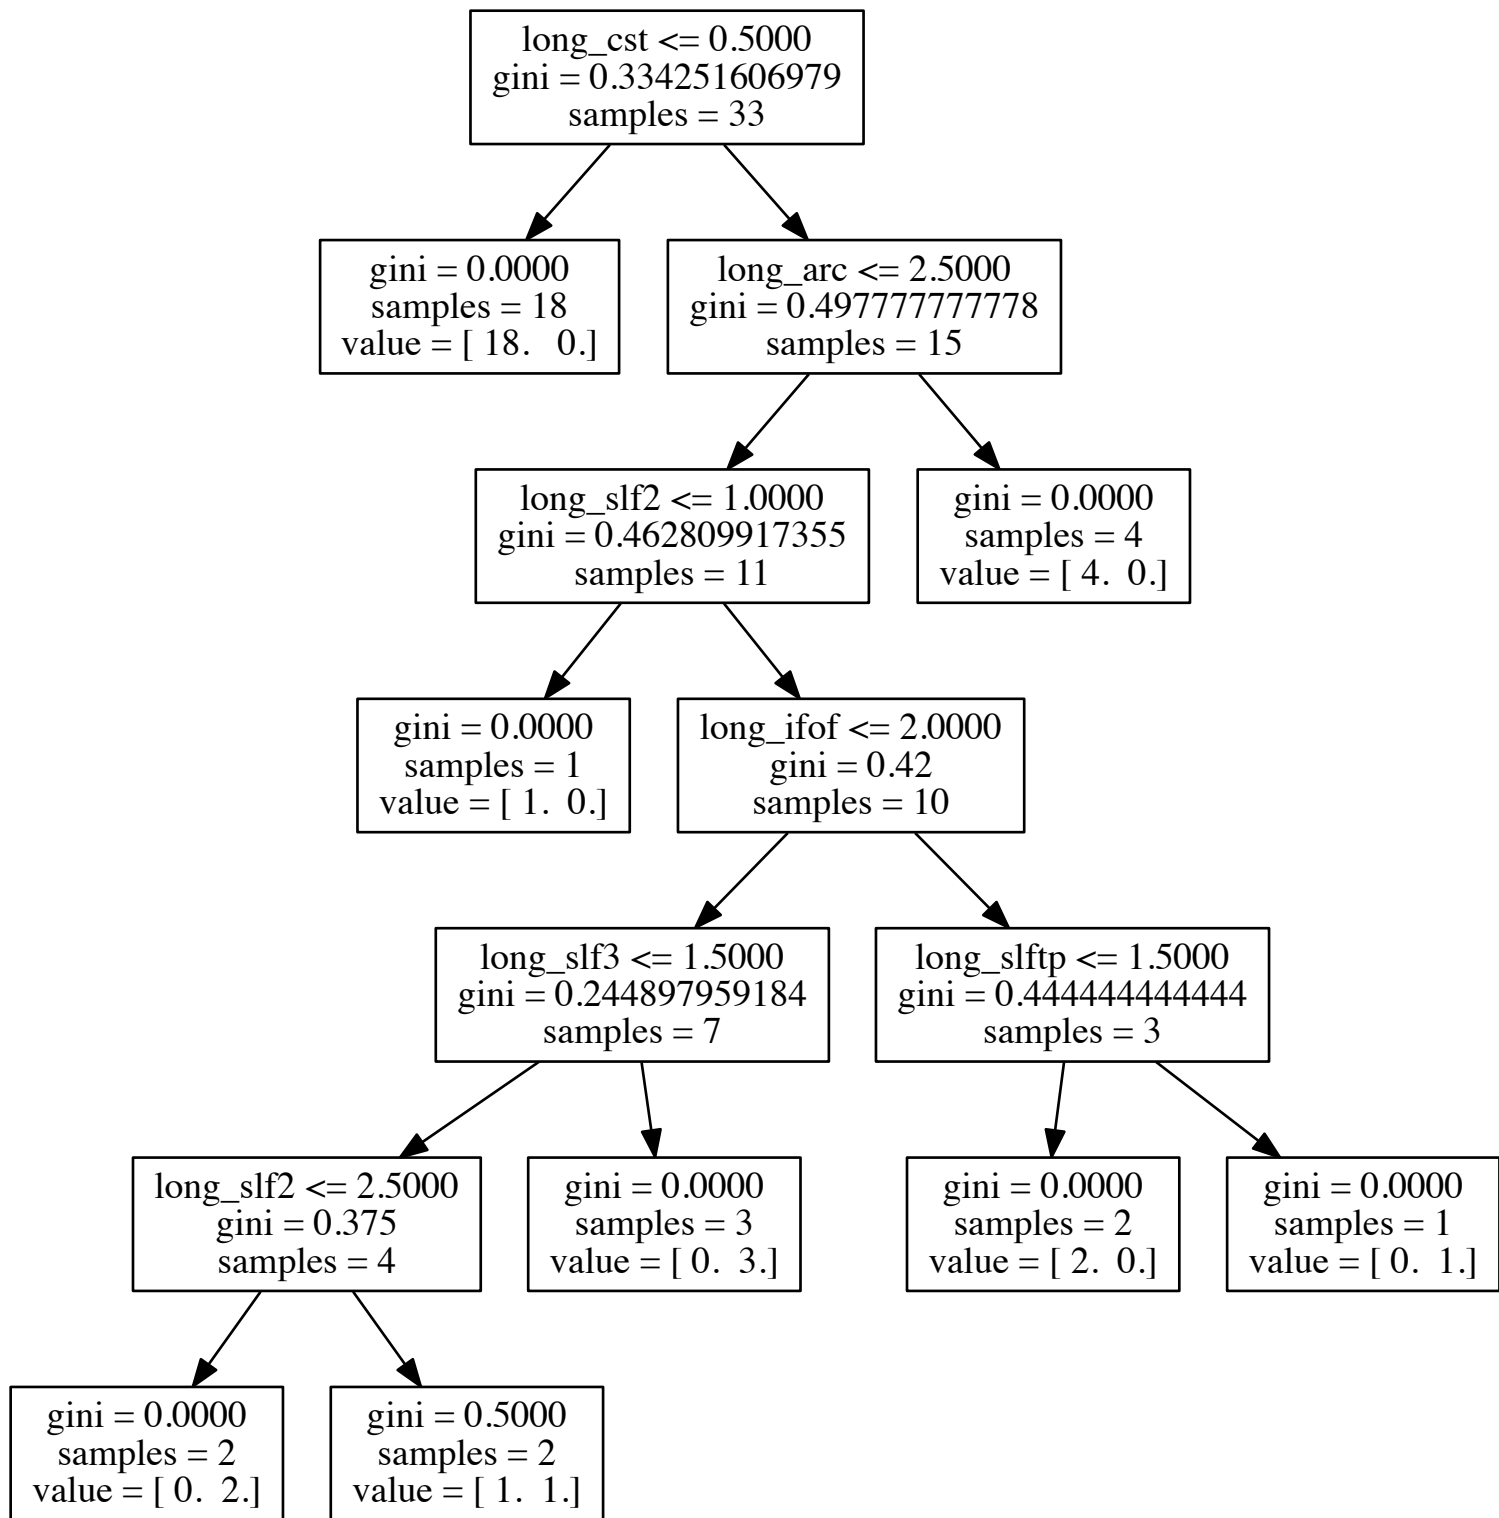 long_cst <= 0.5000
gini = 0.334251606979
samples = 33
gini = 0.0000
samples = 18
value = [ 18.   0.]
long_arc <= 2.5000
gini = 0.497777777778
samples = 15
long_slf2 <= 1.0000
gini = 0.462809917355
samples = 11
gini = 0.0000
samples = 4
value = [ 4.  0.]
gini = 0.0000
samples = 1
value = [ 1.  0.]
long_ifof <= 2.0000
gini = 0.42
samples = 10
long_slf3 <= 1.5000
gini = 0.244897959184
samples = 7
long_slftp <= 1.5000
gini = 0.444444444444
samples = 3
long_slf2 <= 2.5000
gini = 0.375
samples = 4
gini = 0.0000
samples = 3
value = [ 0.  3.]
gini = 0.0000
samples = 2
value = [ 2.  0.]
gini = 0.0000
samples = 1
value = [ 0.  1.]
gini = 0.0000
samples = 2
value = [ 0.  2.]
gini = 0.5000
samples = 2
value = [ 1.  1.]